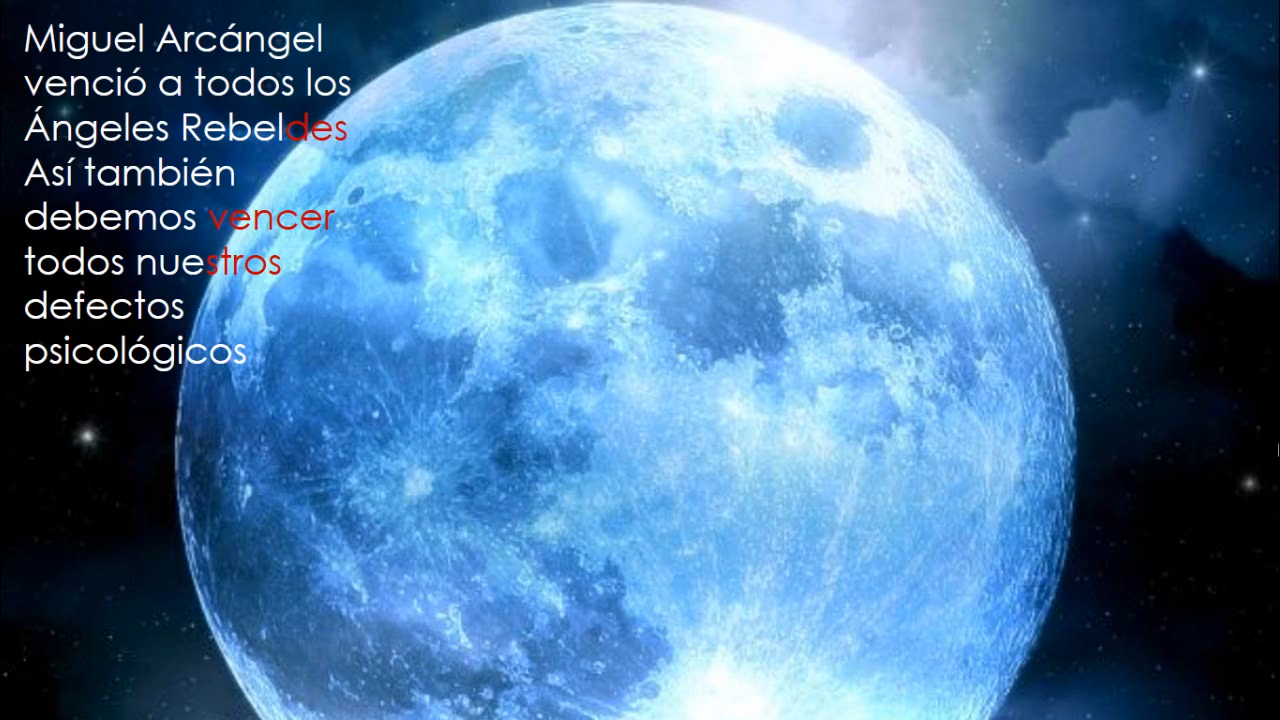 Miguel Arcángel
venció a todos los
Ángeles Rebeldes
Así también
debemos vencer
todos nuestros
defectos
psicológicos